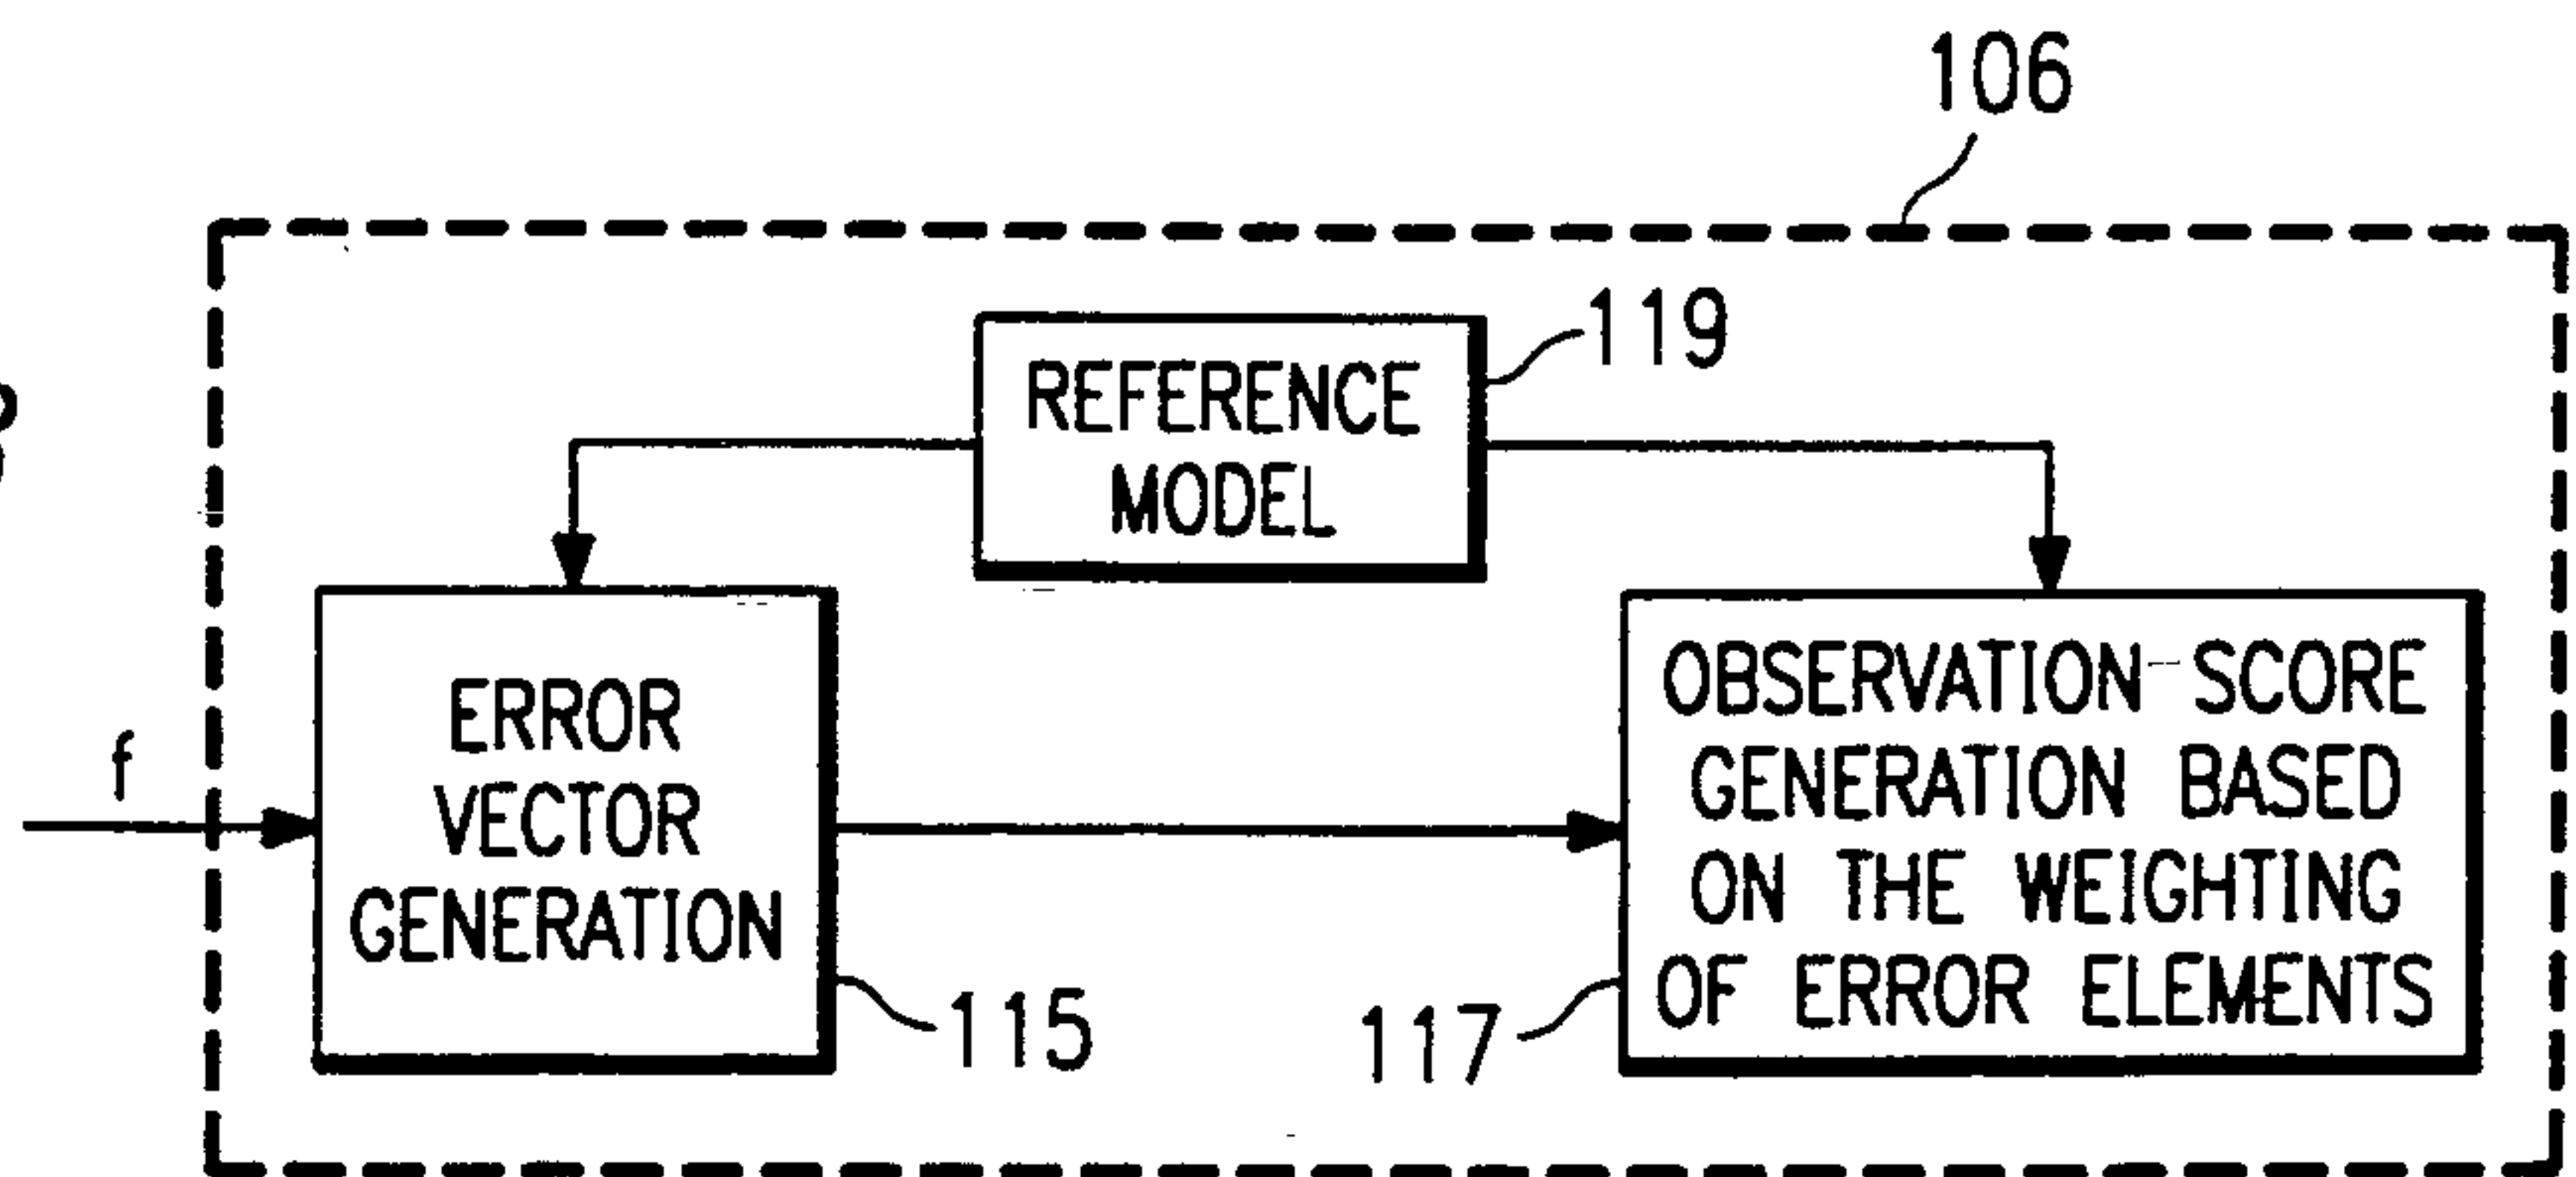 106
119
REFERENCE
MODEL
f
ERROR
VECTOR
GENERATION
115
OBSERVATION-SCORE
GENERATION BASED
ON THE WEIGHTING
OF ERROR ELEMENTS
117